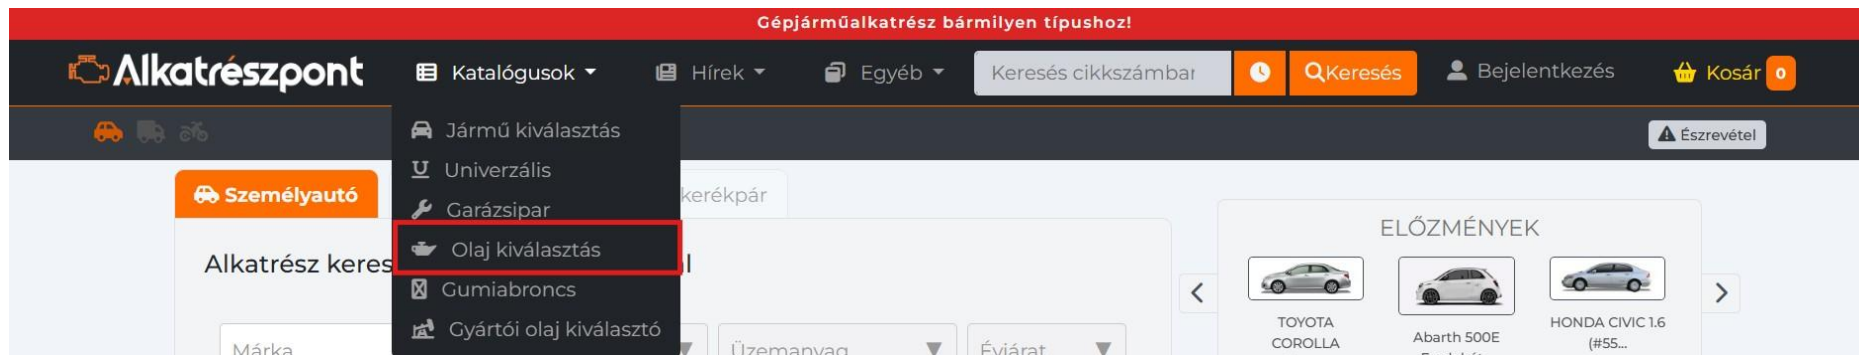 Gépjárműalkatrész bármilyen típushoz!
Alkatrészpont Katalógusok Hírek Egyéb Keresés cikkszámbar Keresés Bejelentkezés Kosár 0
Jármű kiválasztás
Észrevétel
Univerzális
Személyautó kerékpár
Garázsipar
ELŐZMÉNYEK
Olaj kiválasztás
Alkatrész keres
Gumiabroncs
Gyártói olaj kiválasztó
Márka Üzemanyag Évjárat
TOYOTA
COROLLA
Abarth 500E
HONDA CIVIC 1.6
(#55...